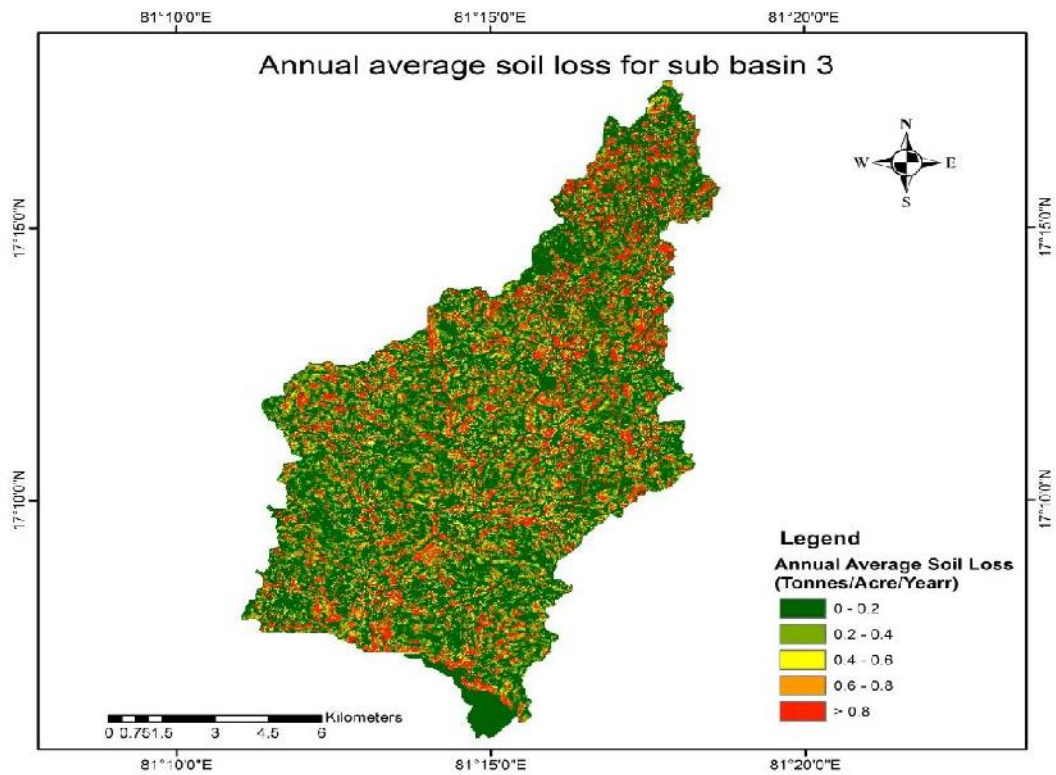 81°10'0"E 81°15'0"E 81°20'0"E
Annual average soil loss for sub basin 3
N
W E
S
17°15'0"N 17°15'0"N
17°10'0"N 17°10'0"N
Legend
Annual Average Soil Loss
(Tonnes/Acre/Yearr)
0 - 0.2
0.2 - 0.4
0.4 - 0.6
0.6 - 0.8
> 0.8
Kilometers
0 0.75 1.5 3 4.5 6
81°10'0"E 81°15'0"E 81°20'0"E